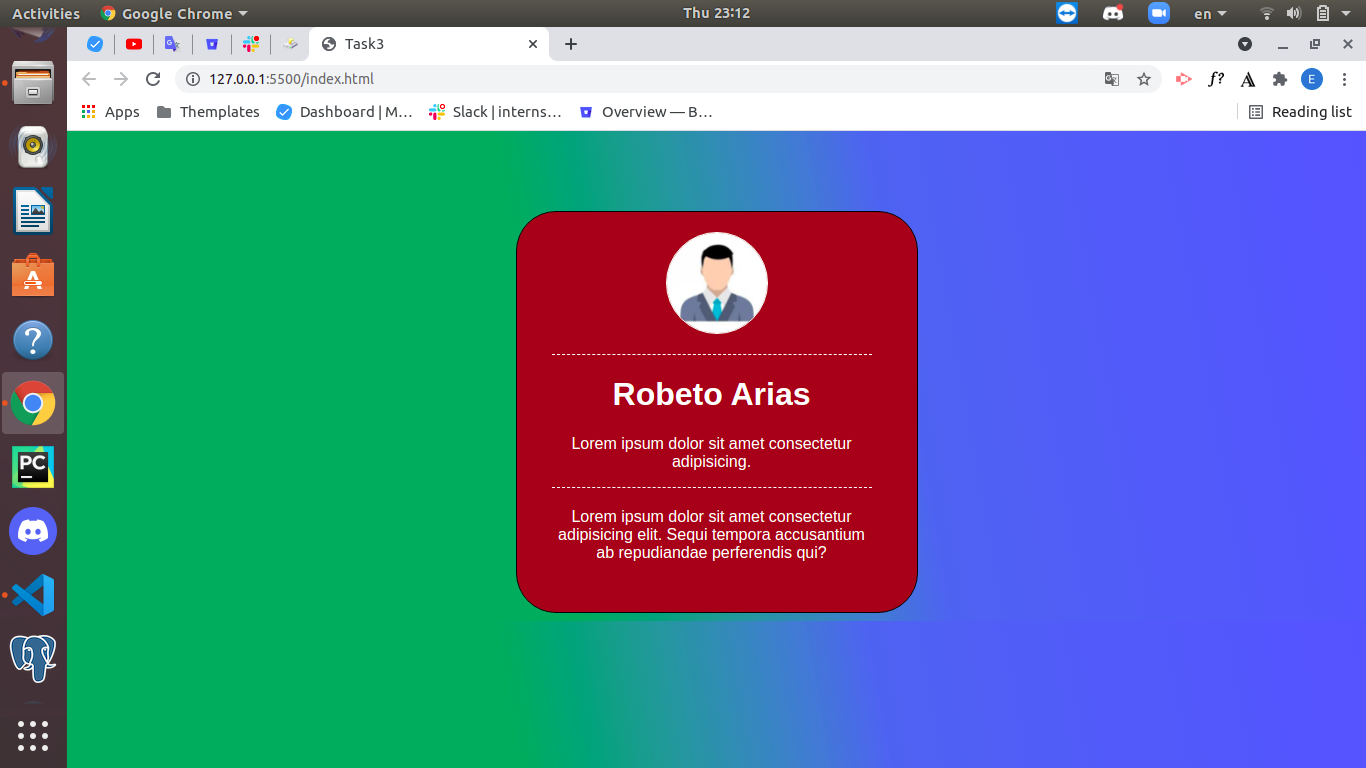 Activities Google Chrome Thu 23:12 en
Task3
127.0.0.1:5500/index.html f? A E
Apps Themplates Dashboard | M... Slack | interns... Overview — B... Reading list
Robeto Arias
Lorem ipsum dolor sit amet consectetur
adipisicing.
Lorem ipsum dolor sit amet consectetur
adipisicing elit. Sequi tempora accusantium
ab repudiandae perferendis qui?
A
?
PC